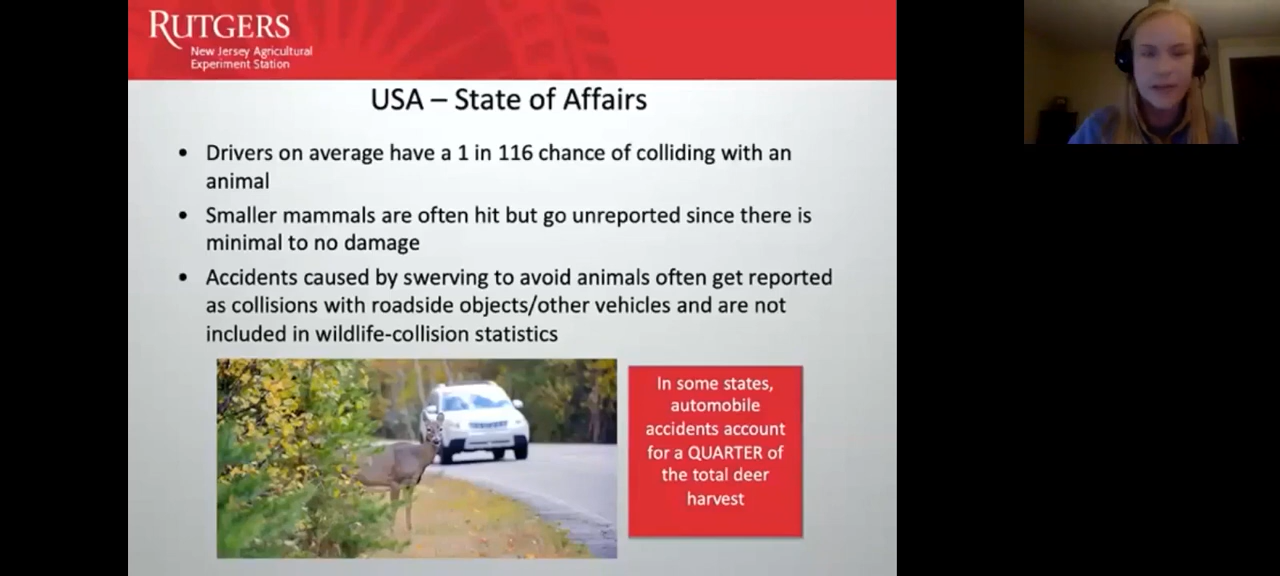 RUTGERS
New Jersey Agricultural
Experiment Station
USA – State of Affairs
• Drivers on average have a 1 in 116 chance of colliding with an
animal
• Smaller mammals are often hit but go unreported since there is
minimal to no damage
• Accidents caused by swerving to avoid animals often get reported
as collisions with roadside objects/other vehicles and are not
included in wildlife-collision statistics
In some states,
automobile
accidents account
for a QUARTER of
the total deer
harvest